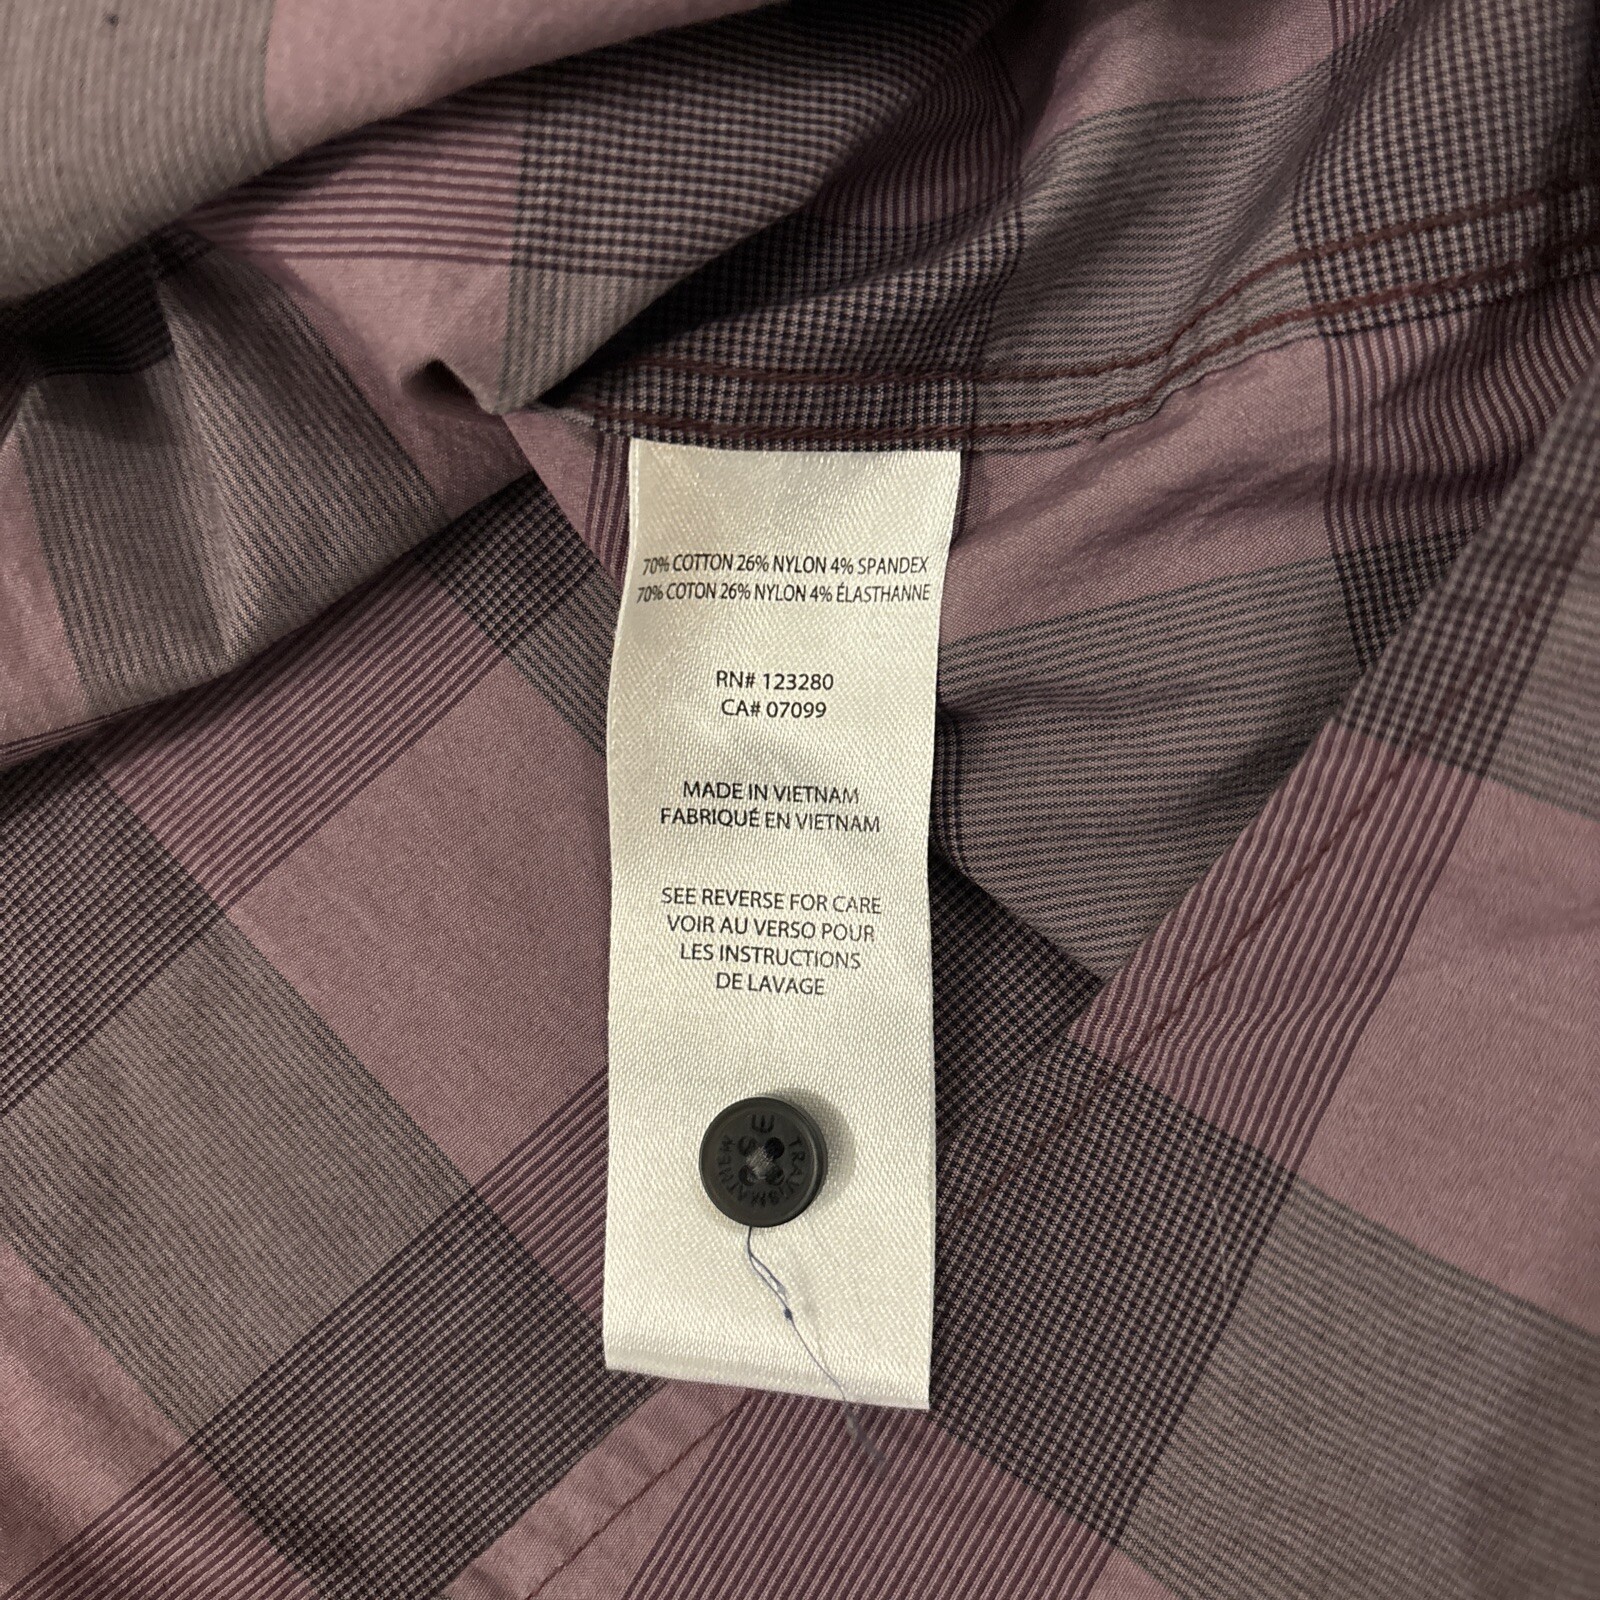 70% COTTON 26% NYLON 4% SPANDEX
70% COTON 26% NYLON 4% ÉLASTHANNE
RN# 123280
CA# 07099
MADE IN VIETNAM
FABRIQUÉ EN VIETNAM
SEE REVERSE FOR CARE
VOIR AU VERSO POUR
LES INSTRUCTIONS
DE LAVAGE
TRAVISMATHEW